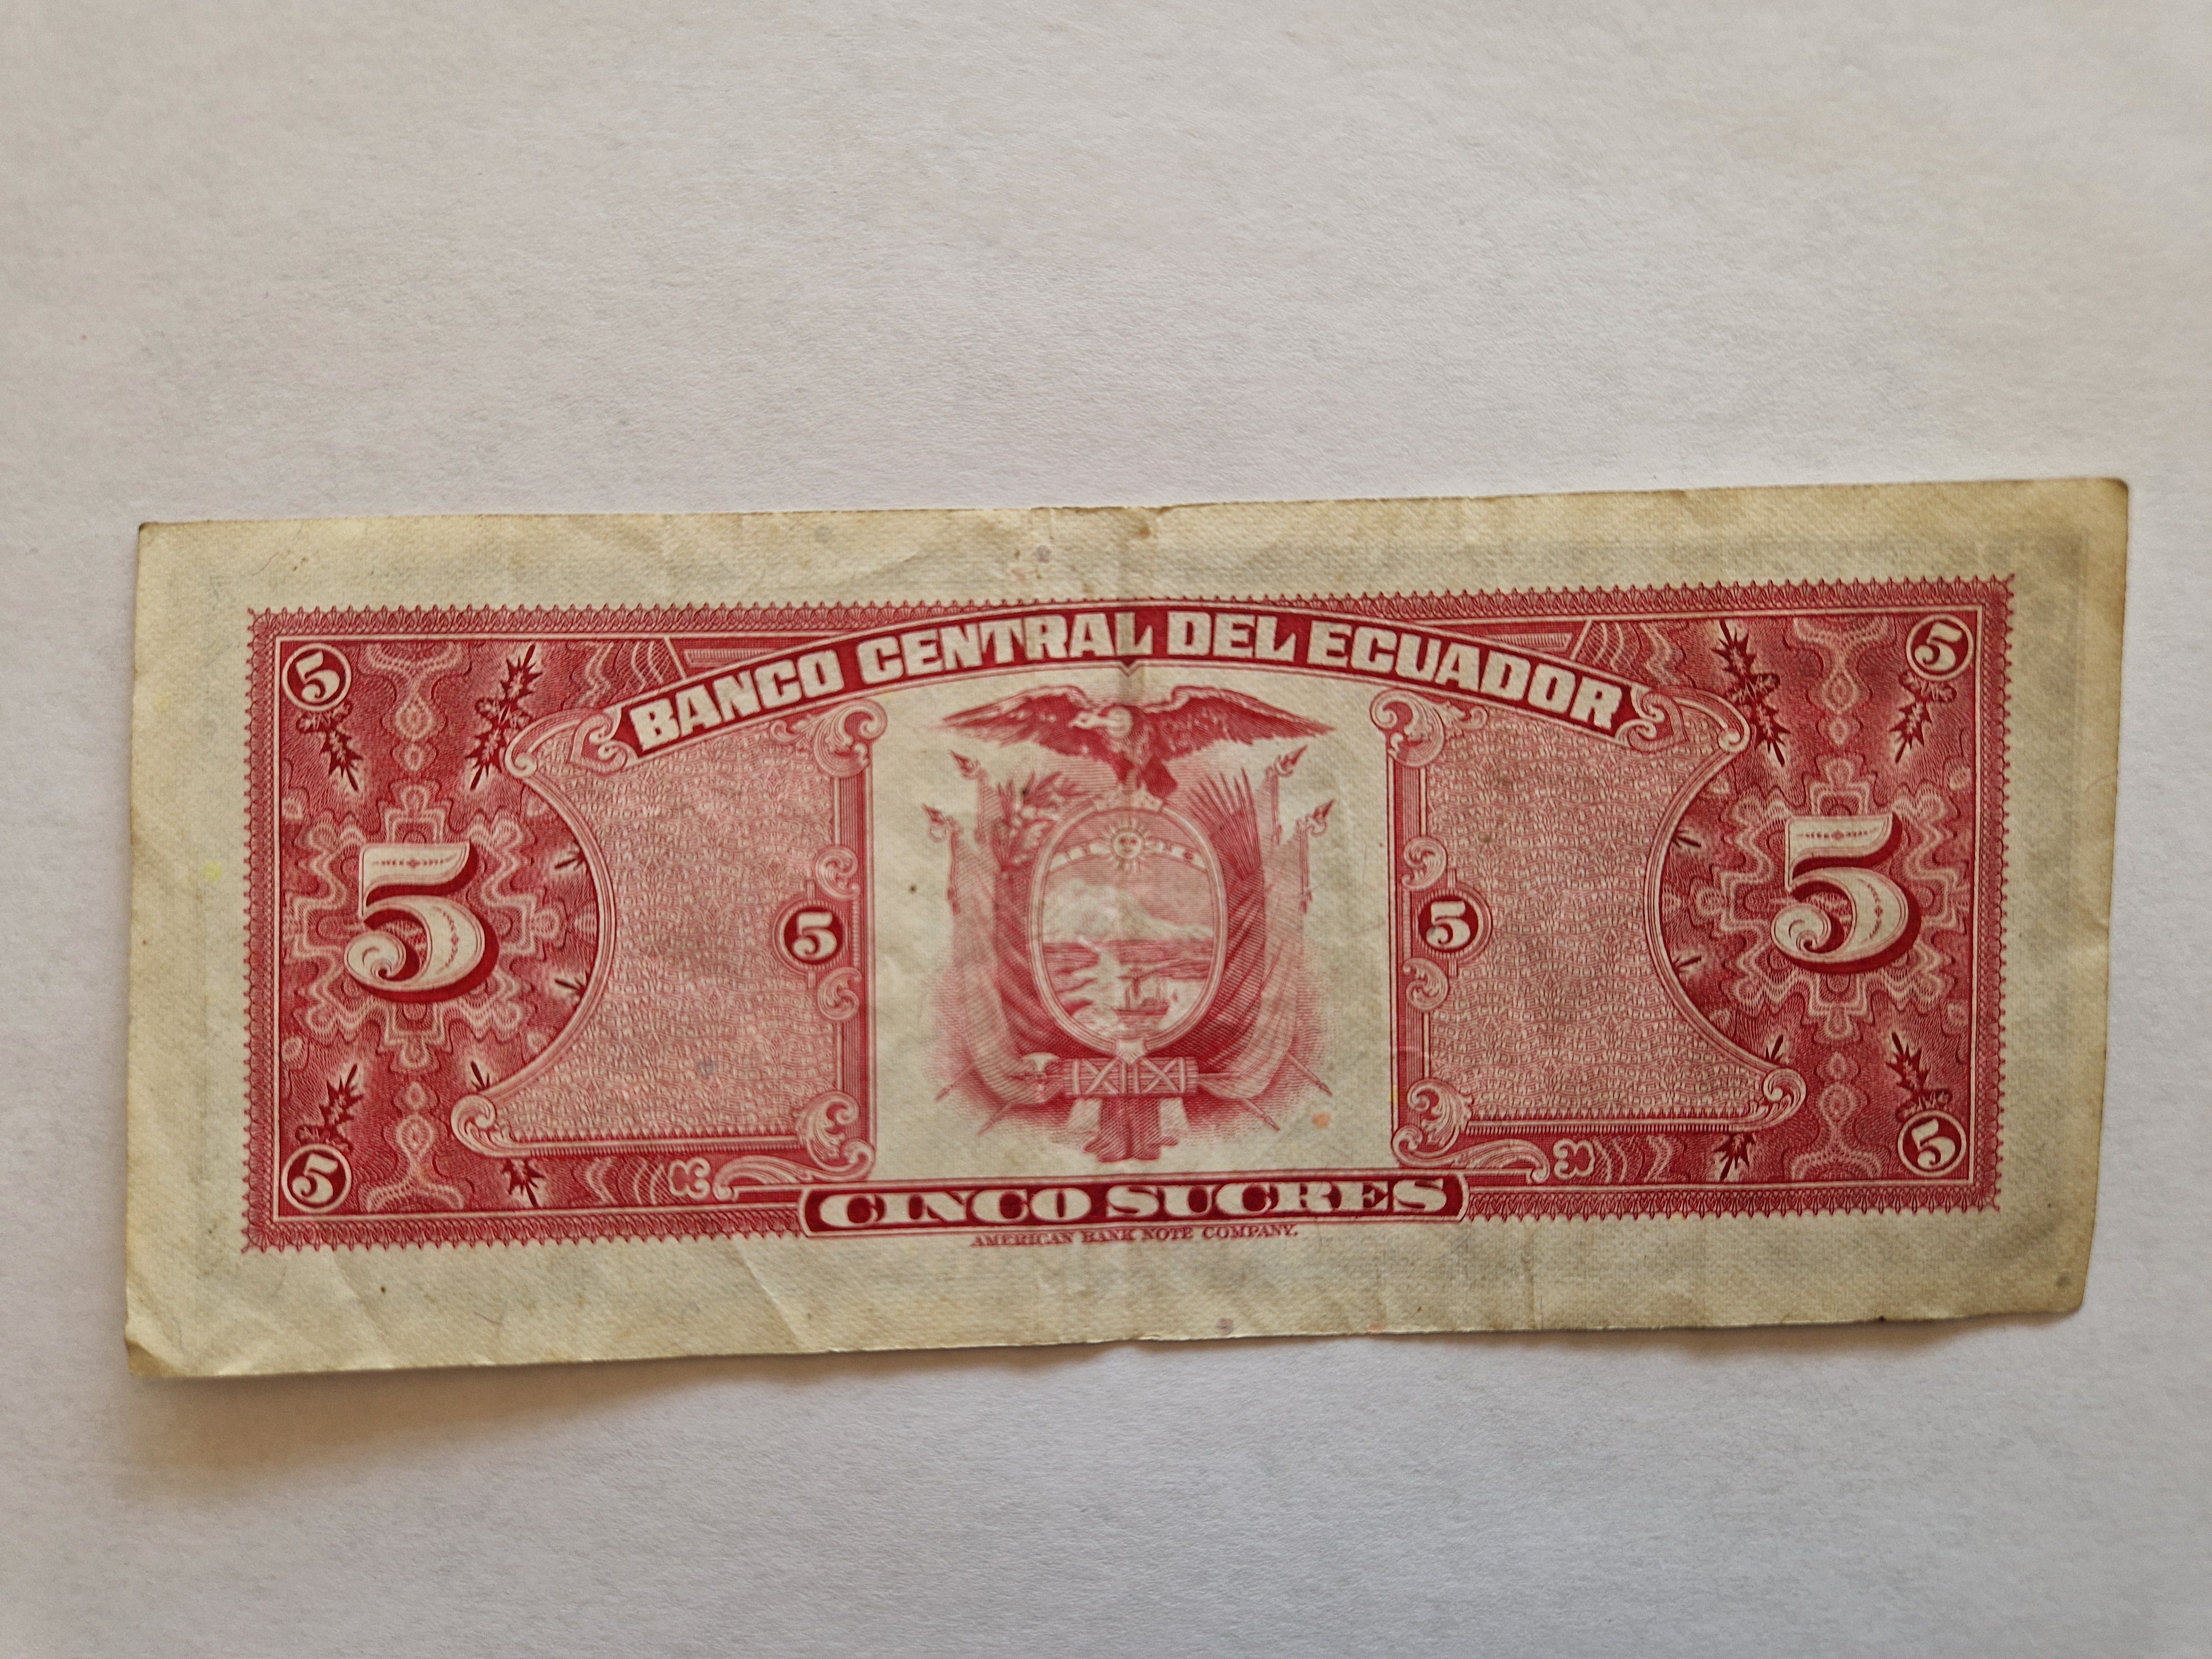 BANCO CENTRAL DEL ECUADOR
5 5
5 5 5 5
5 5
CINCO SUCRES
AMERICAN BANK NOTE COMPANY.